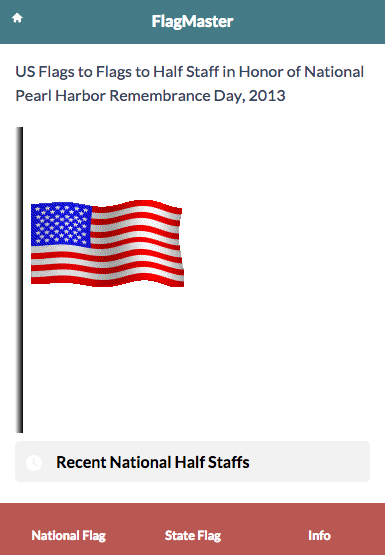 FlagMaster
US Flags to Flags to Half Staff in Honor of National
Pearl Harbor Remembrance Day, 2013
Recent National Half Staffs
National Flag State Flag Info